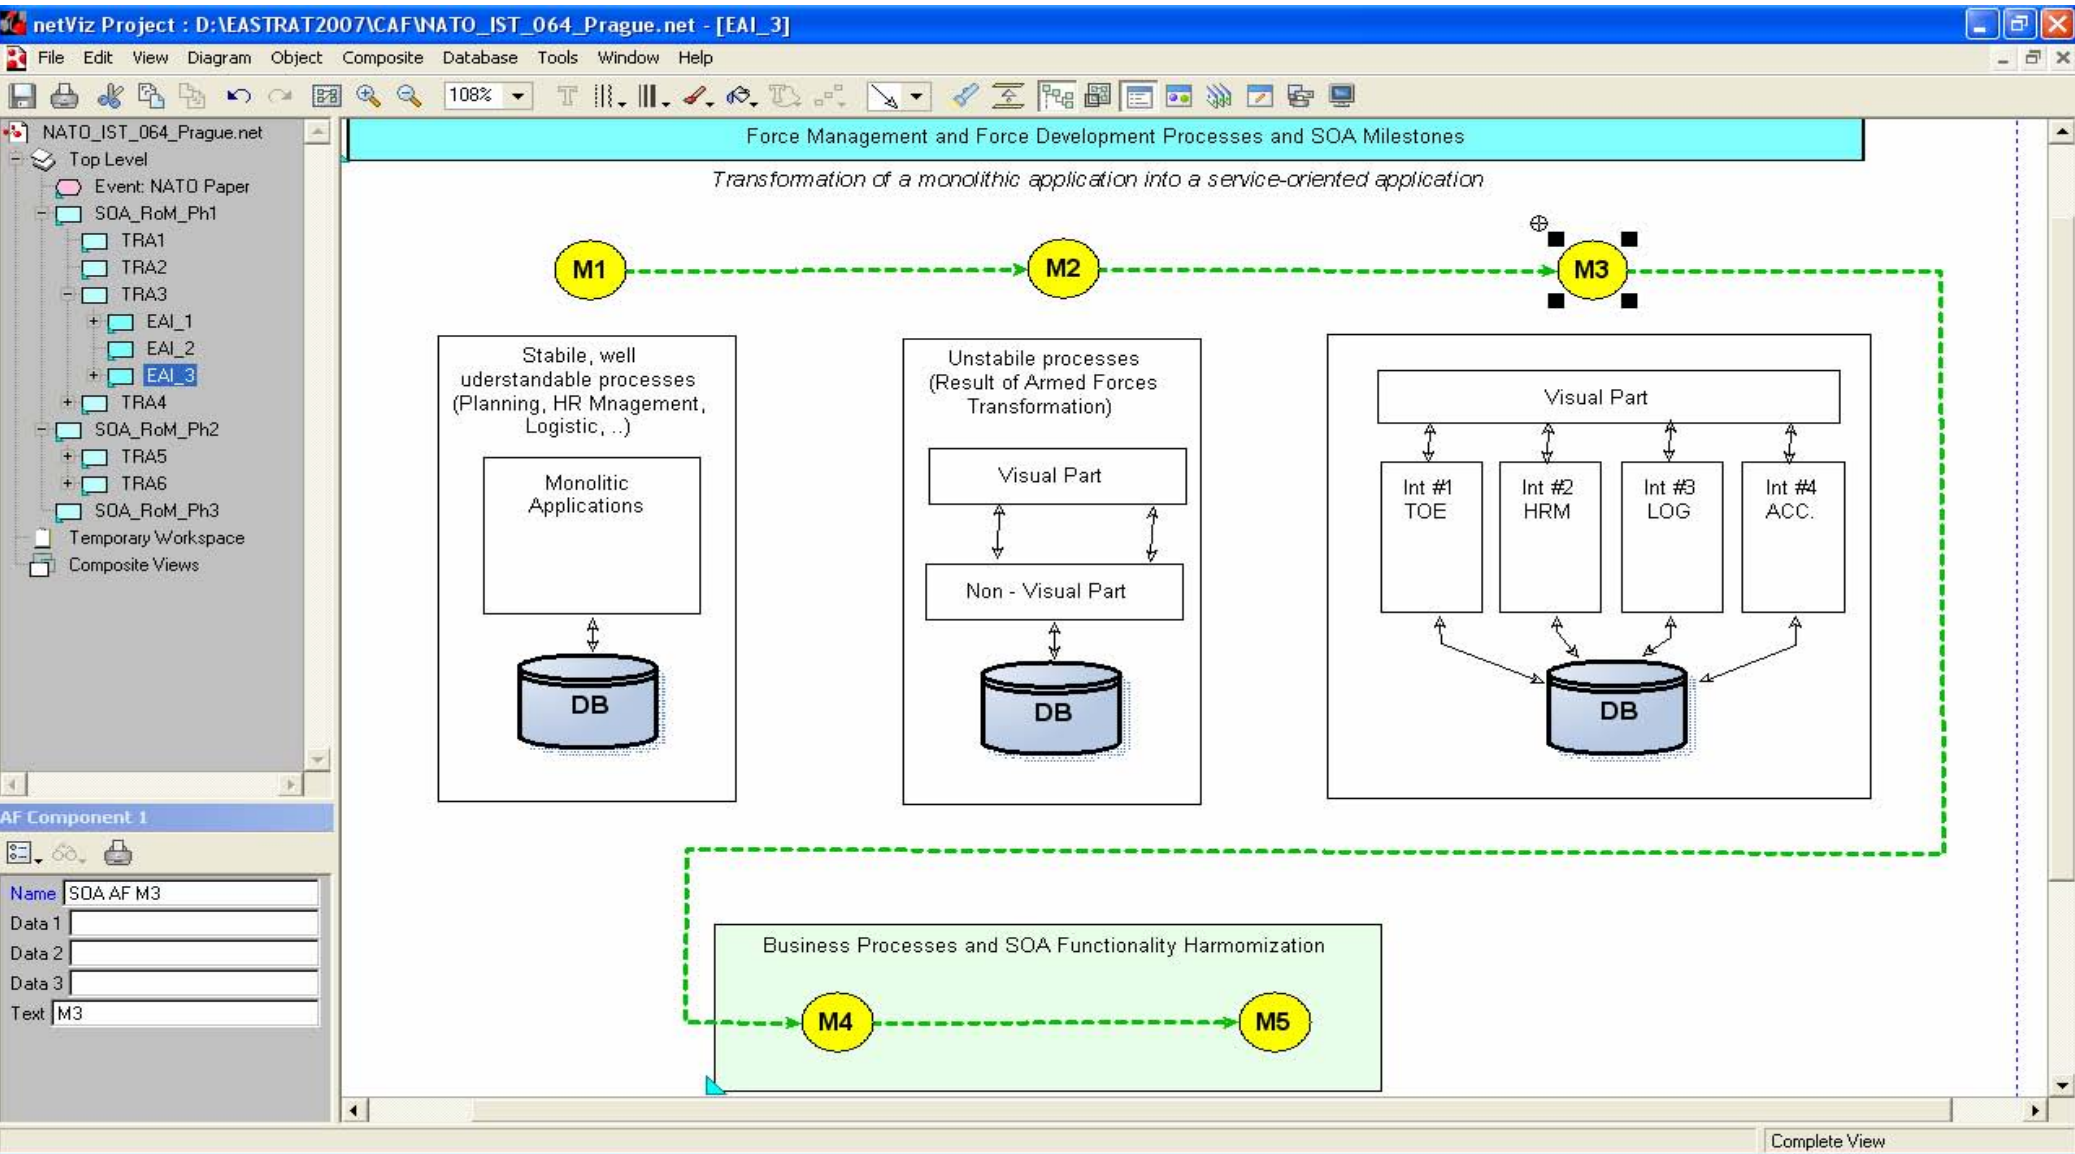 netViz Project : D:\EASTRAT2007\CAF\NATO_IST_064_Prague.net - [EAI_3]
File Edit View Diagram Object Composite Database Tools Window Help
108%
NATO_IST_064_Prague.net
Top Level
Event: NATO Paper
SOA_RoM_Ph1
TRA1
TRA2
TRA3
EAI_1
EAI_2
EAI_3
TRA4
SOA_RoM_Ph2
TRA5
TRA6
SOA_RoM_Ph3
Temporary Workspace
Composite Views
AF Component 1
Name SOA AF M3
Data 1
Data 2
Data 3
Text M3
Force Management and Force Development Processes and SOA Milestones
Transformation of a monolithic application into a service-oriented application
M1
M2
M3
Stabile, well
uderstandable processes
(Planning, HR Mnagement,
Logistic, ..)
Monolitic
Applications
DB
Unstabile processes
(Result of Armed Forces
Transformation)
Visual Part
Non - Visual Part
DB
Visual Part
Int #1
TOE
Int #2
HRM
Int #3
LOG
Int #4
ACC.
DB
Business Processes and SOA Functionality Harmomization
M4
M5
Complete View